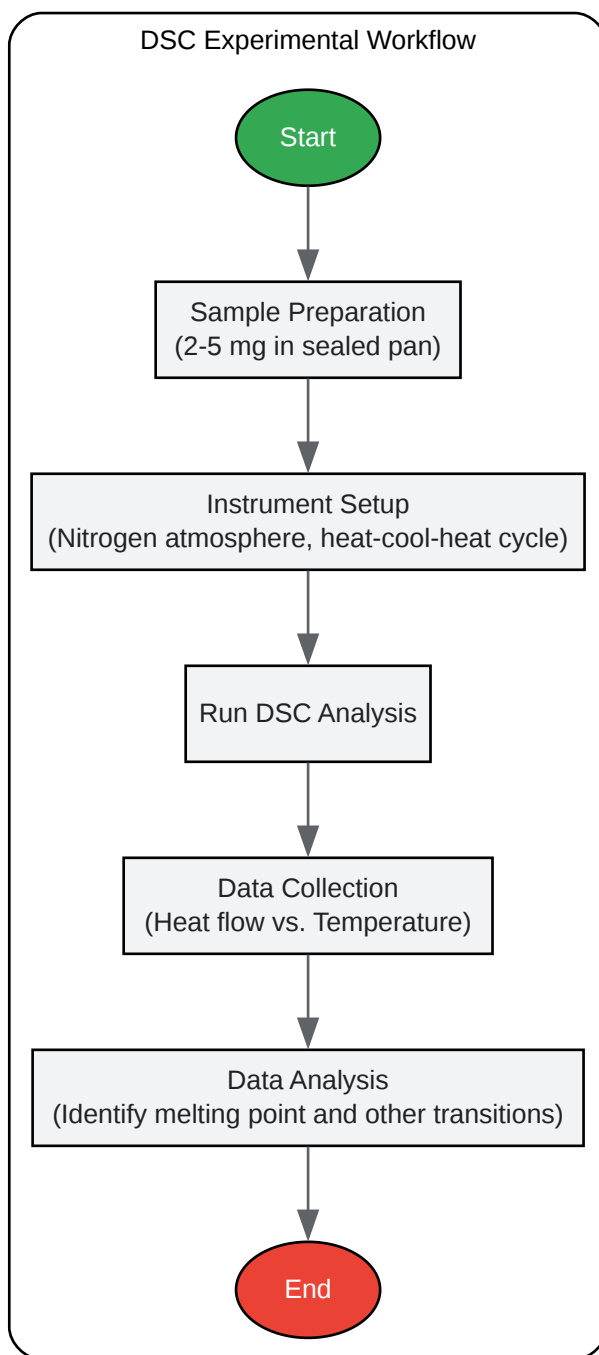 DSC Experimental Workflow
Start
Sample Preparation
(2-5 mg in sealed pan)
Instrument Setup
(Nitrogen atmosphere, heat-cool-heat cycle)
Run DSC Analysis
Data Collection
(Heat flow vs. Temperature)
Data Analysis
(Identify melting point and other transitions)
End